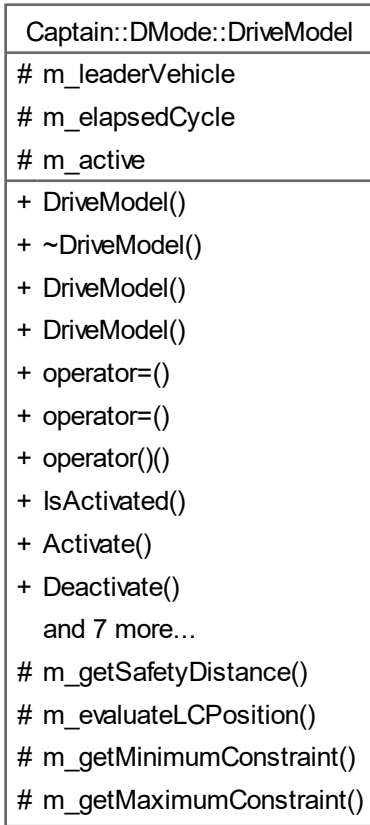 Captain::DMode::DriveModel
# m_leaderVehicle
# m_elapsedCycle
# m_active
+ DriveModel()
+ ~DriveModel()
+ DriveModel()
+ DriveModel()
+ operator=()
+ operator=()
+ operator()()
+ IsActivated()
+ Activate()
+ Deactivate()
and 7 more...
# m_getSafetyDistance()
# m_evaluateLCPosition()
# m_getMinimumConstraint()
# m_getMaximumConstraint()